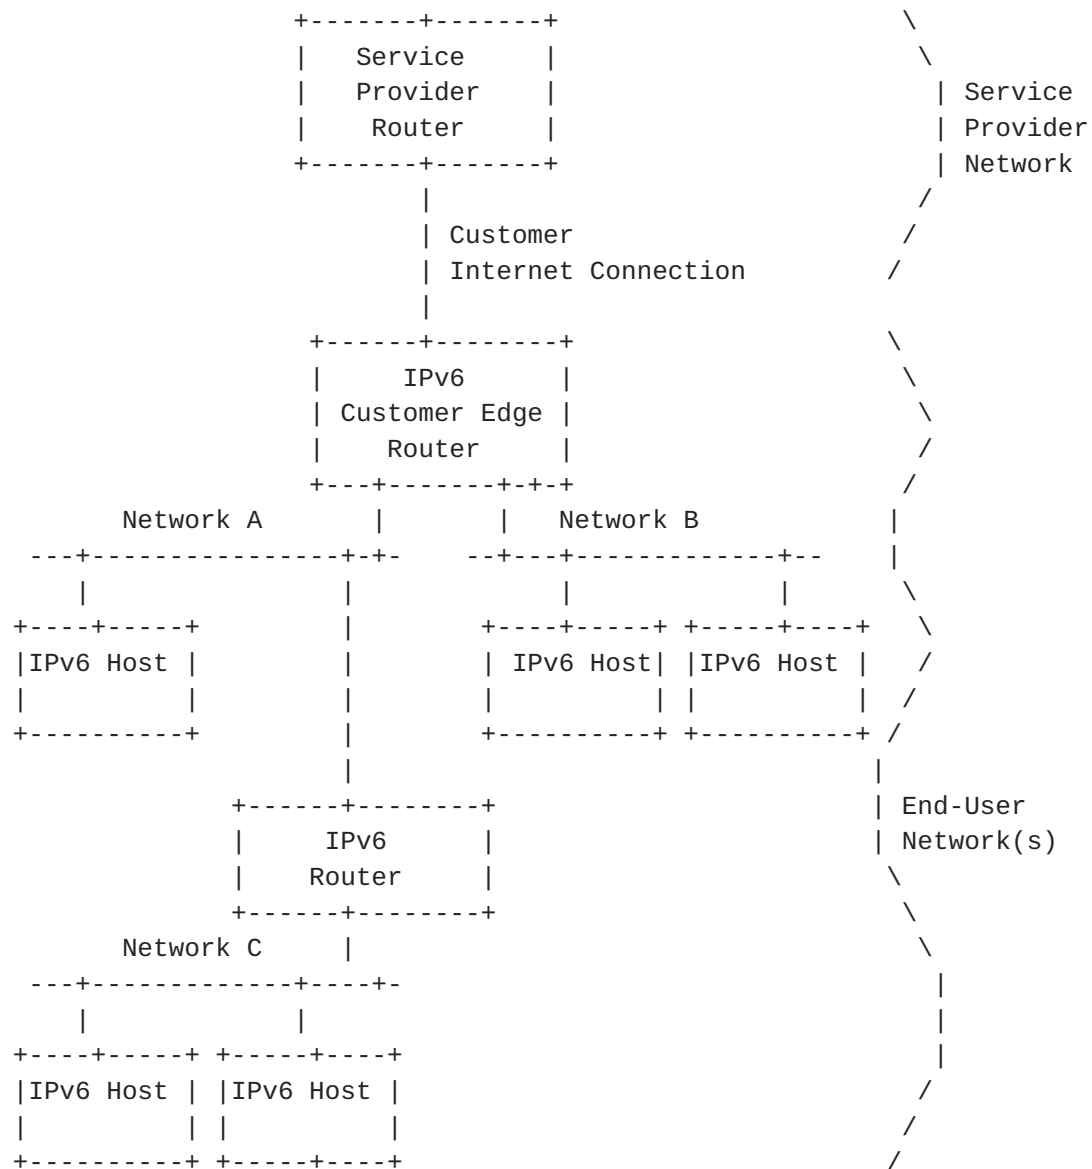 Service
Provider
Router
Service
Provider
Network
Customer
Internet Connection
IPv6
Customer Edge
Router
Network A
Network B
IPv6 Host
IPv6 Host
IPv6 Host
End-User
Network(s)
IPv6
Router
Network C
IPv6 Host
IPv6 Host